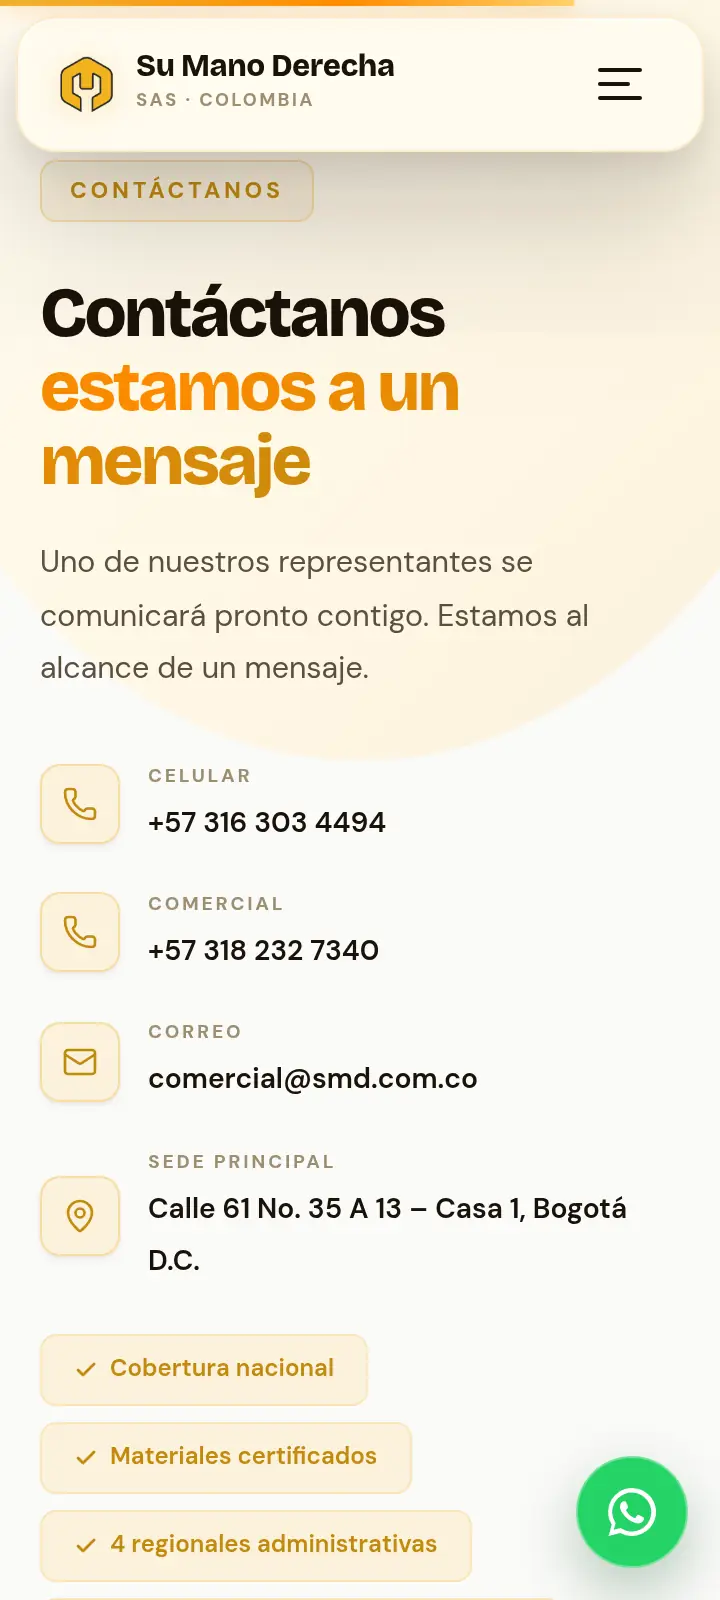 Su Mano Derecha
SAS · COLOMBIA
CONTÁCTANOS
Contáctanos
estamos a un
mensaje
Uno de nuestros representantes se
comunicará pronto contigo. Estamos al
alcance de un mensaje.
CELULAR
+57 316 303 4494
COMERCIAL
+57 318 232 7340
CORREO
comercial@smd.com.co
SEDE PRINCIPAL
Calle 61 No. 35 A 13 – Casa 1, Bogotá
D.C.
Cobertura nacional
Materiales certificados
4 regionales administrativas